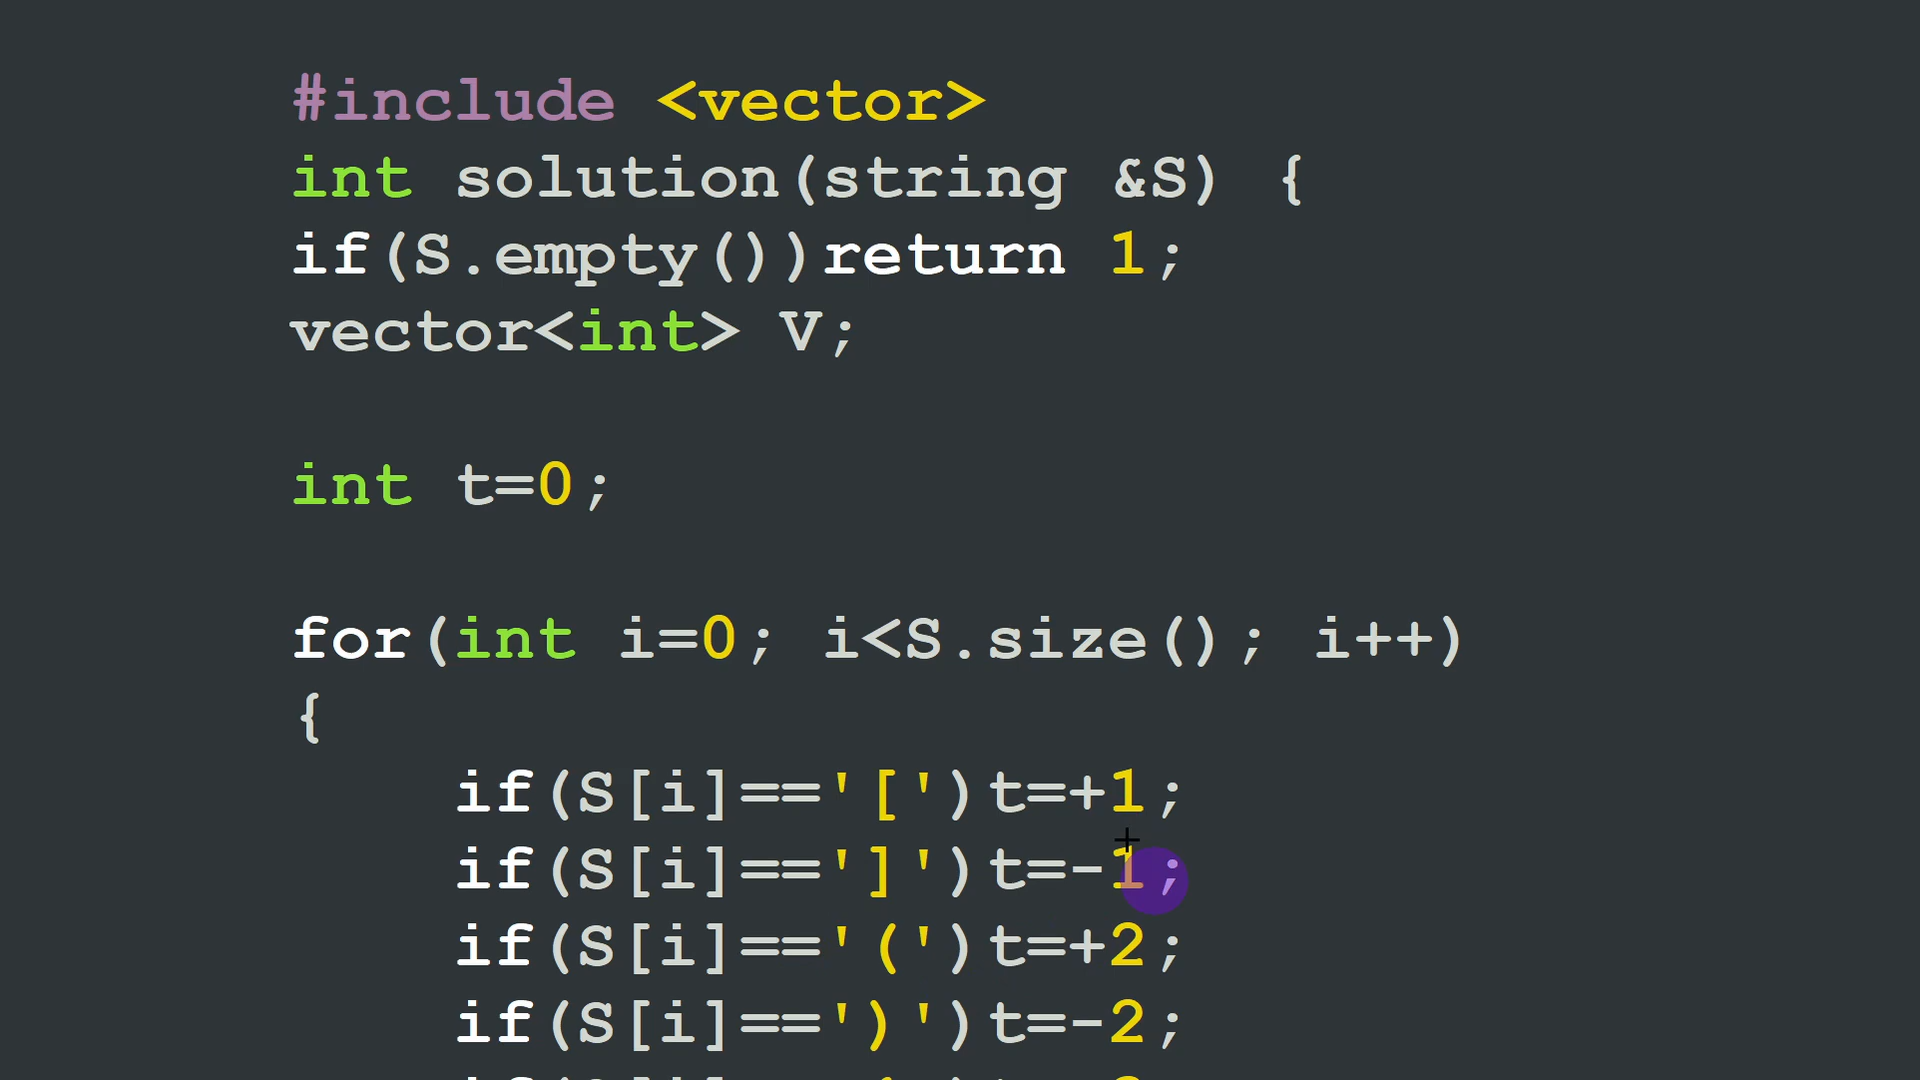 #include <vector>
int solution(string &S) {
if(S.empty())return 1;
vector<int> V;
int t=0;
for(int i=0; i<S.size(); i++)
{
if(S[i]=='[')t=+1;
if(S[i]==']')t=-1;
if(S[i]=='(')t=+2;
if(S[i]==')')t=-2;